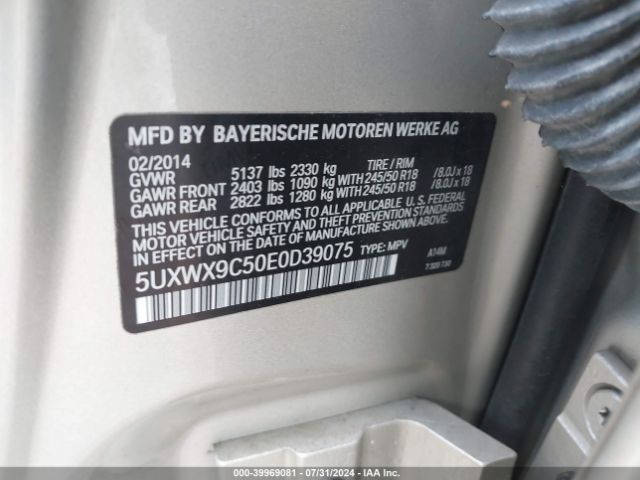 MFD BY BAYERISCHE MOTOREN WERKE AG
02/2014 TIRE / RIM
GVWR 5137 lbs 2330 kg
GAWR FRONT 2403 lbs 1090 kg WITH 245/50 R18 / 8.0J x 18
GAWR REAR 2822 lbs 1280 kg WITH 245/50 R18 / 8.0J x 18
THIS VEHICLE CONFORMS TO ALL APPLICABLE U. S. FEDERAL
MOTOR VEHICLE SAFETY AND THEFT PREVENTION STANDARDS
IN EFFECT ON THE DATE OF MANUFACTURE SHOWN ABOVE.
5UXWX9C50E0D39075 TYPE: MPV A14M
7 320 730
000-39969081 - 07/31/2024 - IAA Inc.